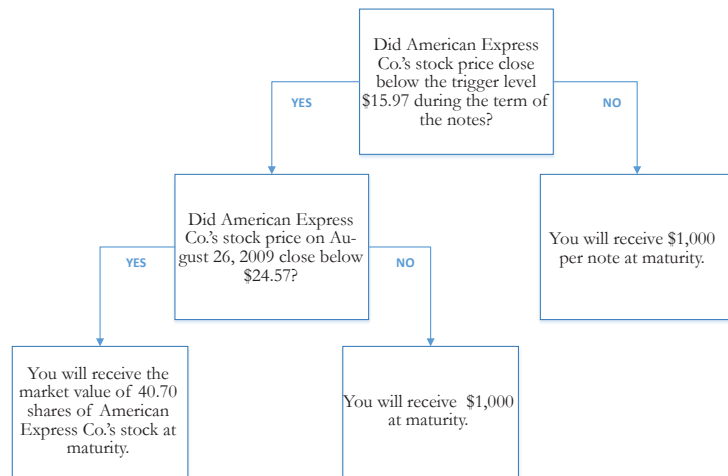 Did American Express
Co.'s stock price close
below the trigger level
$15.97 during the term of
the notes?
YES
NO
Did American Express
Co.'s stock price on Au-
gust 26, 2009 close below
$24.57?
You will receive $1,000
per note at maturity.
YES
NO
You will receive the
market value of 40.70
shares of American
Express Co.'s stock at
maturity.
You will receive $1,000
at maturity.